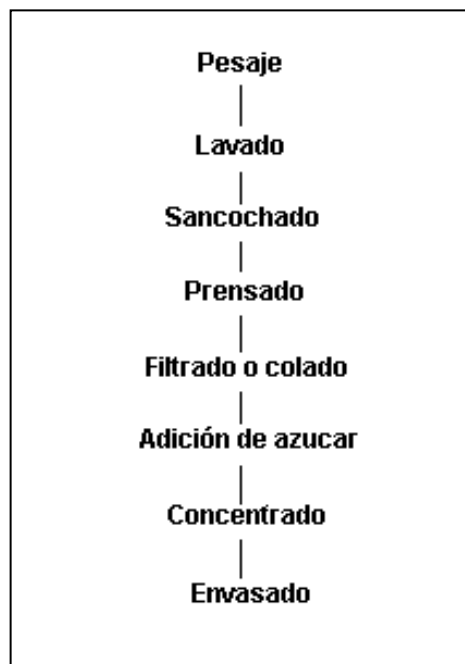 Pesaje
Lavado
Sancochado
Prensado
Filtrado o colado
Adición de azucar
Concentrado
Envasado